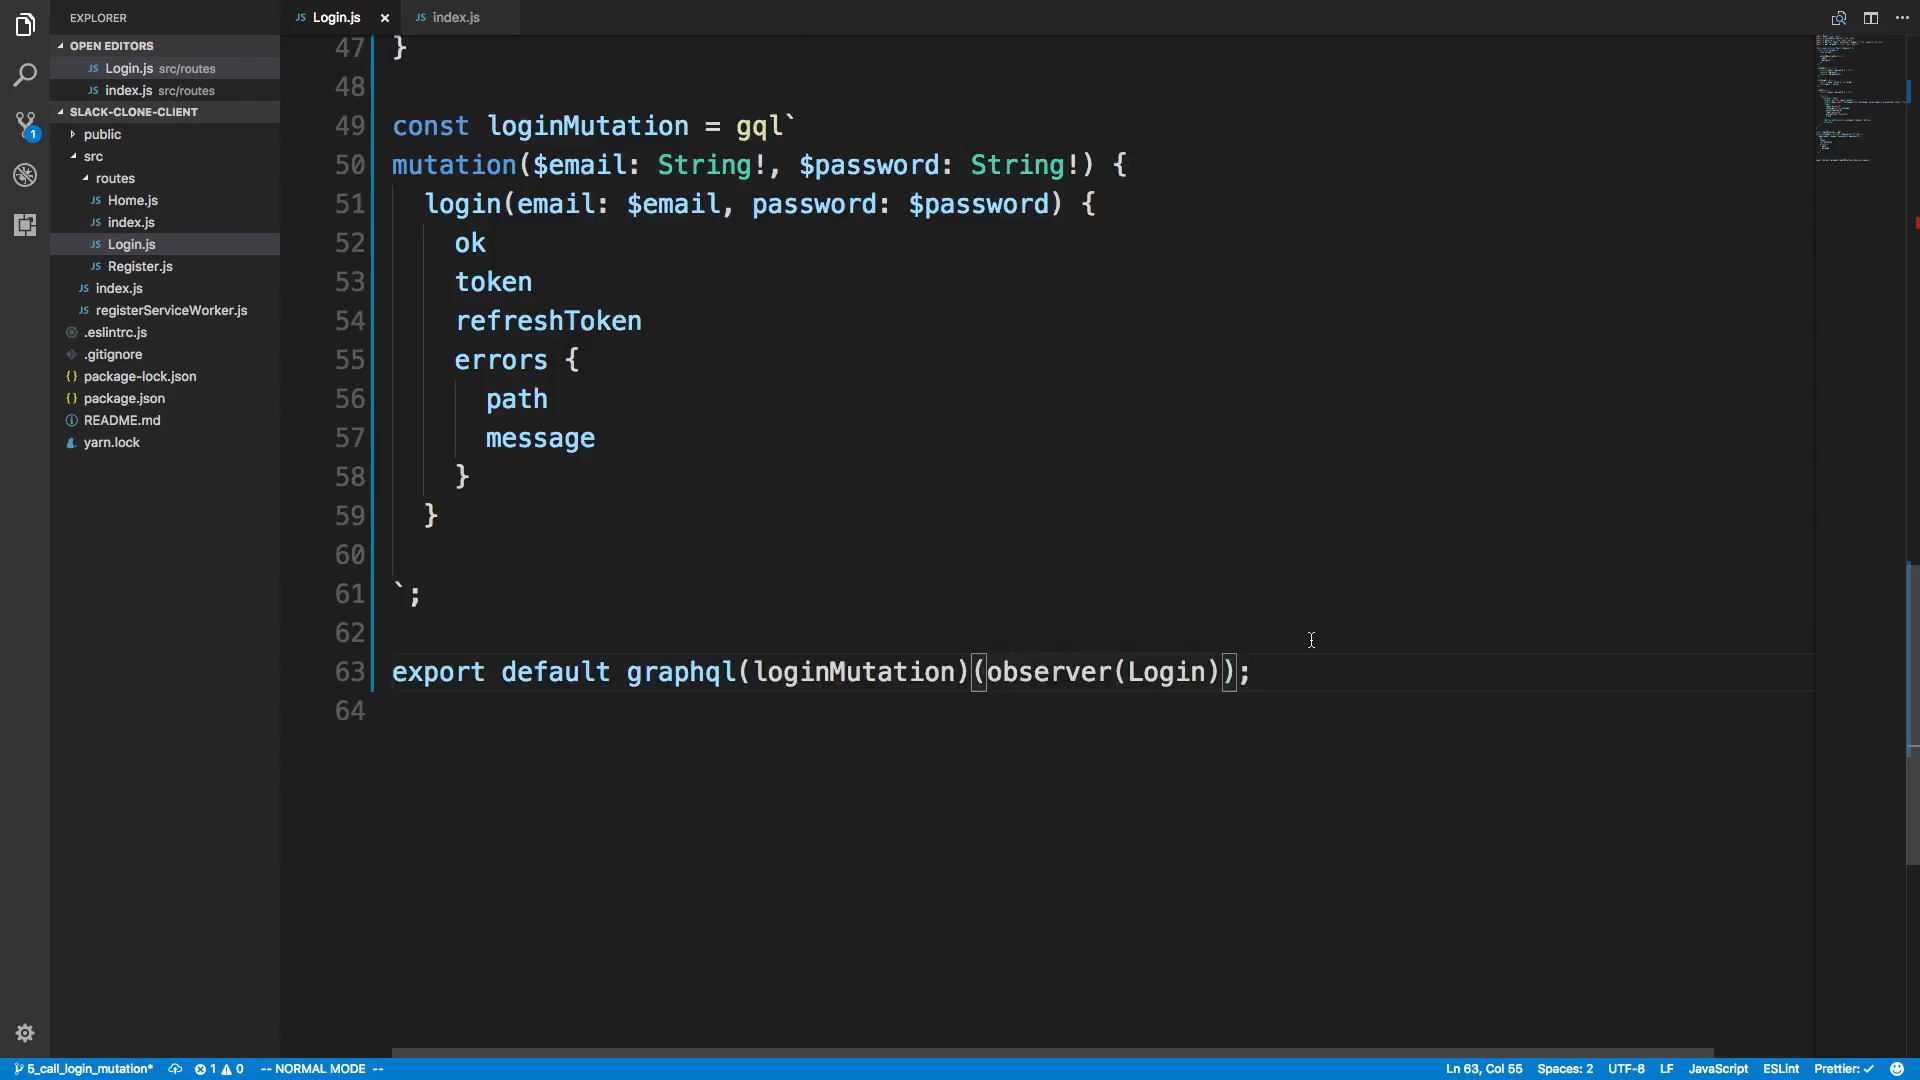 EXPLORER
OPEN EDITORS
JS Login.js src/routes
JS index.js src/routes
SLACK-CLONE-CLIENT
public
src
routes
JS Home.js
JS index.js
JS Login.js
JS Register.js
JS index.js
JS registerServiceWorker.js
.eslintrc.js
.gitignore
{} package-lock.json
{} package.json
README.md
yarn.lock
1
JS Login.js × JS index.js
47 }
48
49 const loginMutation = gql`
50 mutation($email: String!, $password: String!) {
51 login(email: $email, password: $password) {
52 ok
53 token
54 refreshToken
55 errors {
56 path
57 message
58 }
59 }
60
61 `;
62
63 export default graphql(loginMutation)(observer(Login));
64
5_call_login_mutation* 1 0 -- NORMAL MODE -- Ln 63, Col 55 Spaces: 2 UTF-8 LF JavaScript ESLint Prettier: ✓